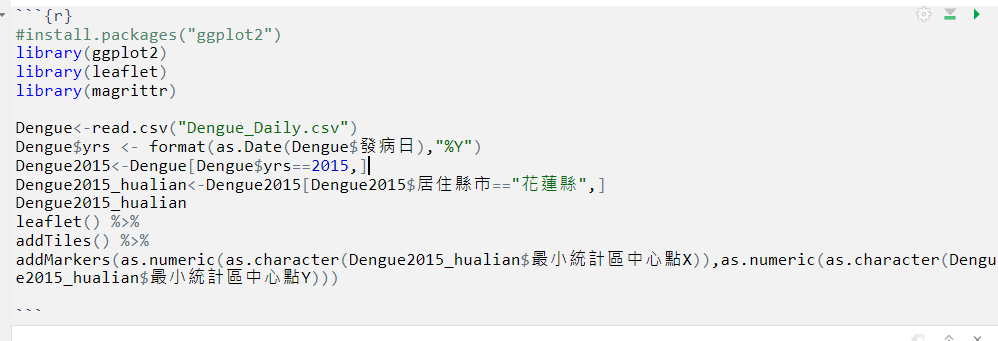 ```{r}
#install.packages("ggplot2")
library(ggplot2)
library(leaflet)
library(magrittr)
Dengue<-read.csv("Dengue_Daily.csv")
Dengue$yrs <- format(as.Date(Dengue$發病日),"%Y")
Dengue2015<-Dengue[Dengue$yrs==2015,]
Dengue2015_hualian<-Dengue2015[Dengue2015$居住縣市=="花蓮縣",]
Dengue2015_hualian
leaflet() %>%
addTiles() %>%
addMarkers(as.numeric(as.character(Dengue2015_hualian$最小統計區中心點X)),as.numeric(as.character(Dengu
e2015_hualian$最小統計區中心點Y)))
```